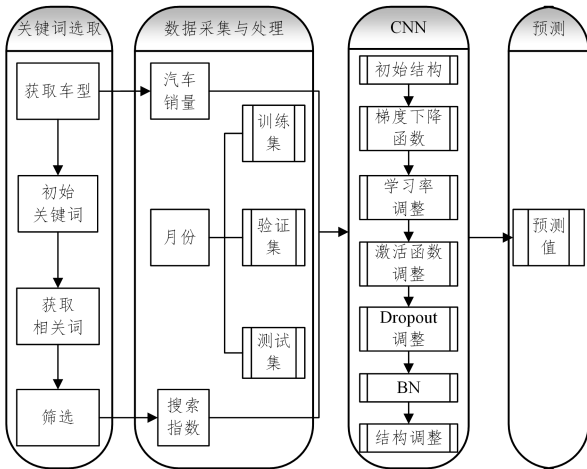 关键词选取
获取车型
初始
关键词
获取
相关词
筛选
数据采集与处理
汽车
销量
训练
集
月份
验证
集
测试
集
搜索
指数
CNN
初始结构
梯度下降
函数
学习率
调整
激活函数
调整
Dropout
调整
BN
结构调整
预测
预测
值